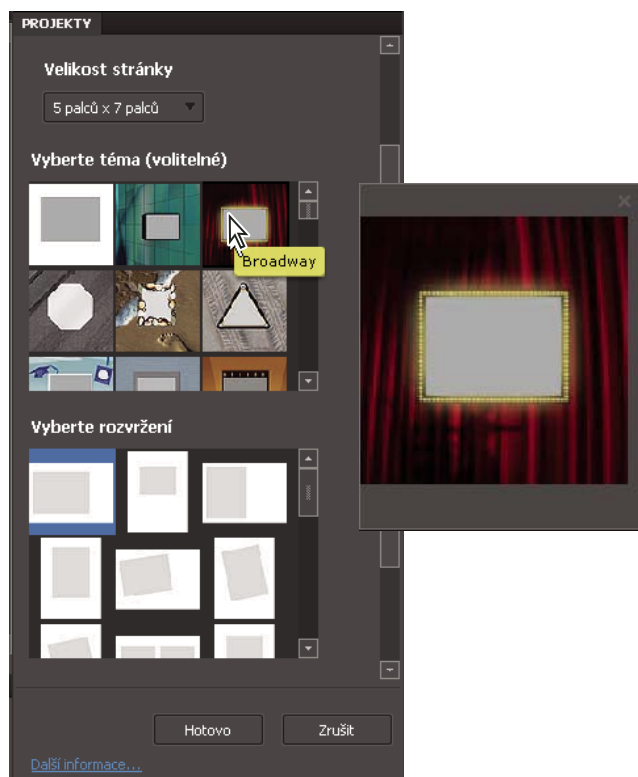 PROJEKTY
Velikost stránky
5 palců x 7 palců
Vyberte téma (volitelné)
Broadway
Vyberte rozvržení
Hotovo
Zrušit
Další informace...